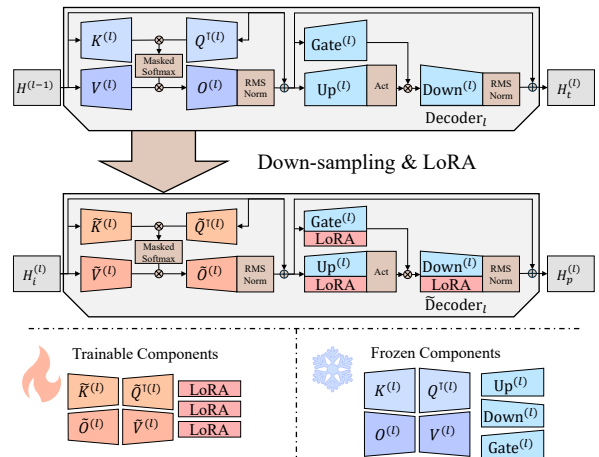 K^(l) Q^⊺(l) Gate^(l)
Masked
Softmax
H^(l-1) V^(l) O^(l) RMS Norm Up^(l) Act Down^(l) RMS Norm H_t^(l)
Decoder_l
Down-sampling & LoRA
K̃^(l) Q̃^⊺(l) Gate^(l)
LoRA
Masked
Softmax
H_i^(l) Ṽ^(l) Õ^(l) RMS Norm Up^(l) Act Down^(l) RMS Norm H_p^(l)
LoRA LoRA
D̃ecoder_l
Trainable Components
K̃^(l) Q̃^⊺(l) LoRA
LoRA
Õ^(l) Ṽ^(l) LoRA
Frozen Components
K^(l) Q^⊺(l) Up^(l)
Down^(l)
O^(l) V^(l) Gate^(l)